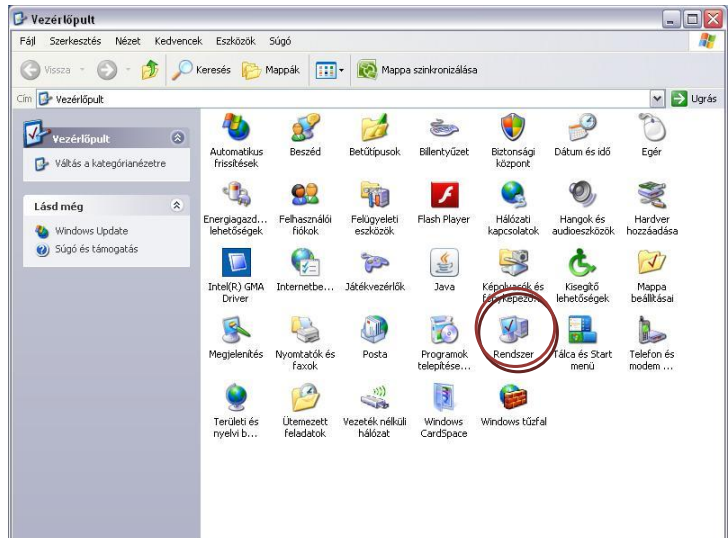 Vezérlőpult
Fájl Szerkesztés Nézet Kedvencek Eszközök Súgó
Vissza Keresés Mappák Mappa szinkronizálása
Cím Vezérlőpult Ugrás
Vezérlőpult
Váltás a kategórianézetre
Lásd még
Windows Update
Súgó és támogatás
Automatikus frissítések
Beszéd
Betűtípusok
Billentyűzet
Biztonsági központ
Dátum és idő
Egér
Energiagazd... lehetőségek
Felhasználói fiókok
Felügyeleti eszközök
Flash Player
Hálózati kapcsolatok
Hangok és audioeszközök
Hardver hozzáadása
Intel(R) GMA Driver
Internetbe...
Játékvezérlők
Java
Képolvasók és fényképező...
Kisegítő lehetőségek
Mappa beállításai
Megjelenítés
Nyomtatók és faxok
Posta
Programok telepítése...
Rendszer
Tálca és Start menü
Telefon és modem ...
Területi és nyelvi b...
Ütemezett feladatok
Vezeték nélküli hálózat
Windows CardSpace
Windows tűzfal